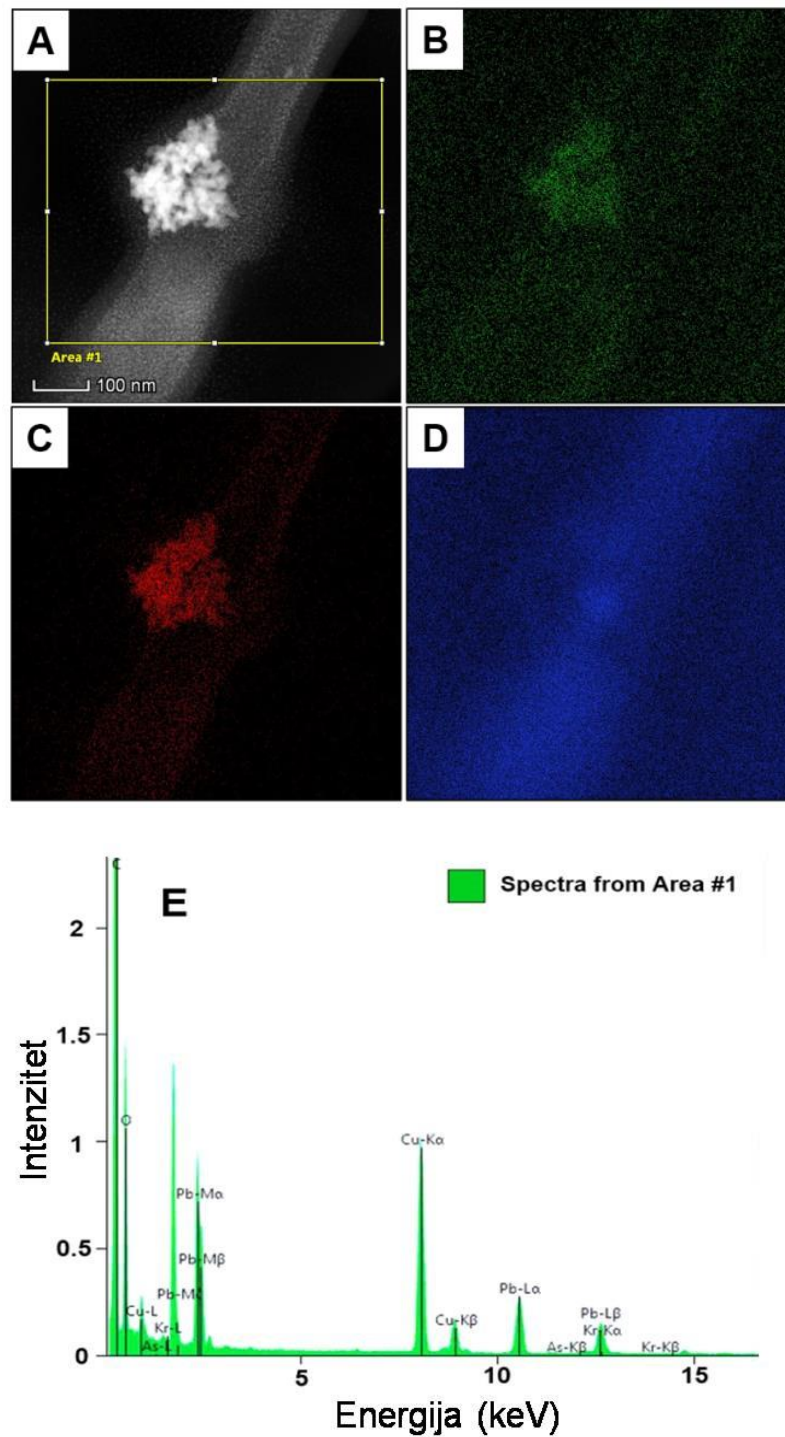 A
B
Area #1
100 nm
C
D
E
Spectra from Area #1
Intenzitet
2
1.5
1
0.5
0
C
O
Cu-L
Kr-L
As-L
Pb-Mζ
Pb-Mα
Pb-Mβ
Cu-Kα
Cu-Kβ
Pb-Lα
As-Kβ
Pb-Lβ
Kr-Kα
Kr-Kβ
5
10
15
Energija (keV)